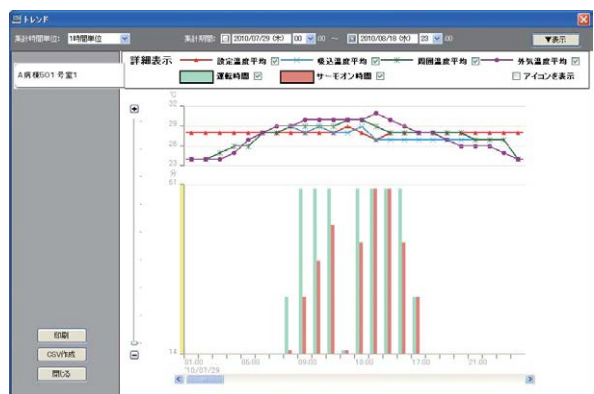 トレンド
集計時間単位: 1時間単位 集計期間: 2010/07/29 (木) 00 00 ～ 2010/08/18 (水) 23 00 ▼表示
詳細表示 設定温度平均 吸込温度平均 周囲温度平均 外気温度平均
A病棟501号室1
運転時間 サーモオン時間 アイコンを表示
℃
32
29
26
23
分
61
14
01:00 05:00 09:00 13:00 17:00 21:00
'10/07/29
印刷
CSV作成
閉じる